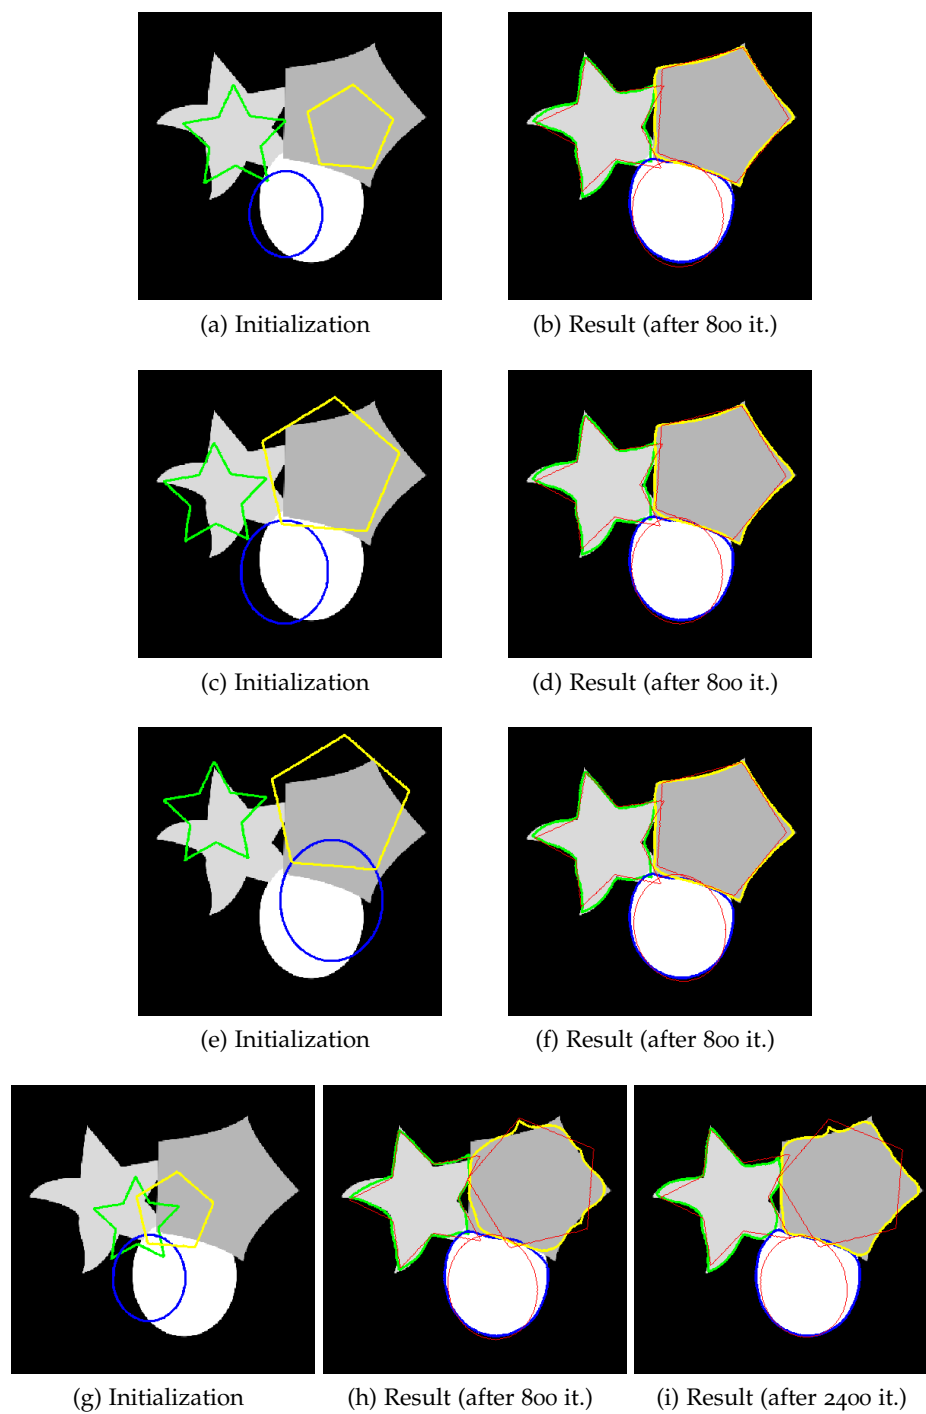 (a) Initialization
(b) Result (after 800 it.)
(c) Initialization
(d) Result (after 800 it.)
(e) Initialization
(f) Result (after 800 it.)
(g) Initialization
(h) Result (after 800 it.)
(i) Result (after 2400 it.)